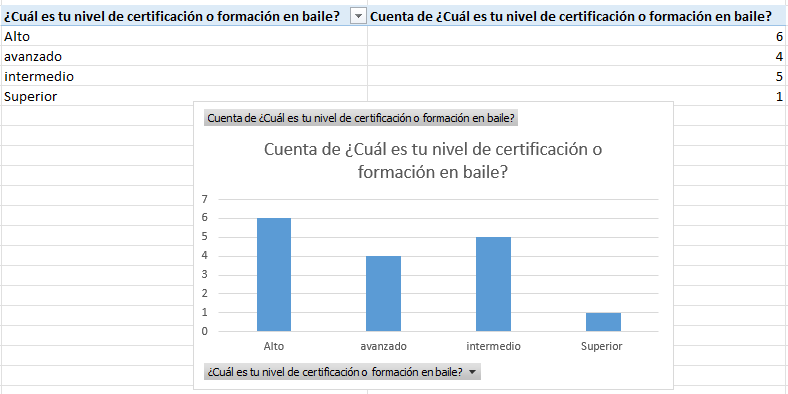 ¿Cuál es tu nivel de certificación o formación en baile? Cuenta de ¿Cuál es tu nivel de certificación o formación en baile?
Alto 6
avanzado 4
intermedio 5
Superior 1
Cuenta de ¿Cuál es tu nivel de certificación o formación en baile?
Cuenta de ¿Cuál es tu nivel de certificación o
formación en baile?
7
6
5
4
3
2
1
0
Alto avanzado intermedio Superior
¿Cuál es tu nivel de certificación o formación en baile?